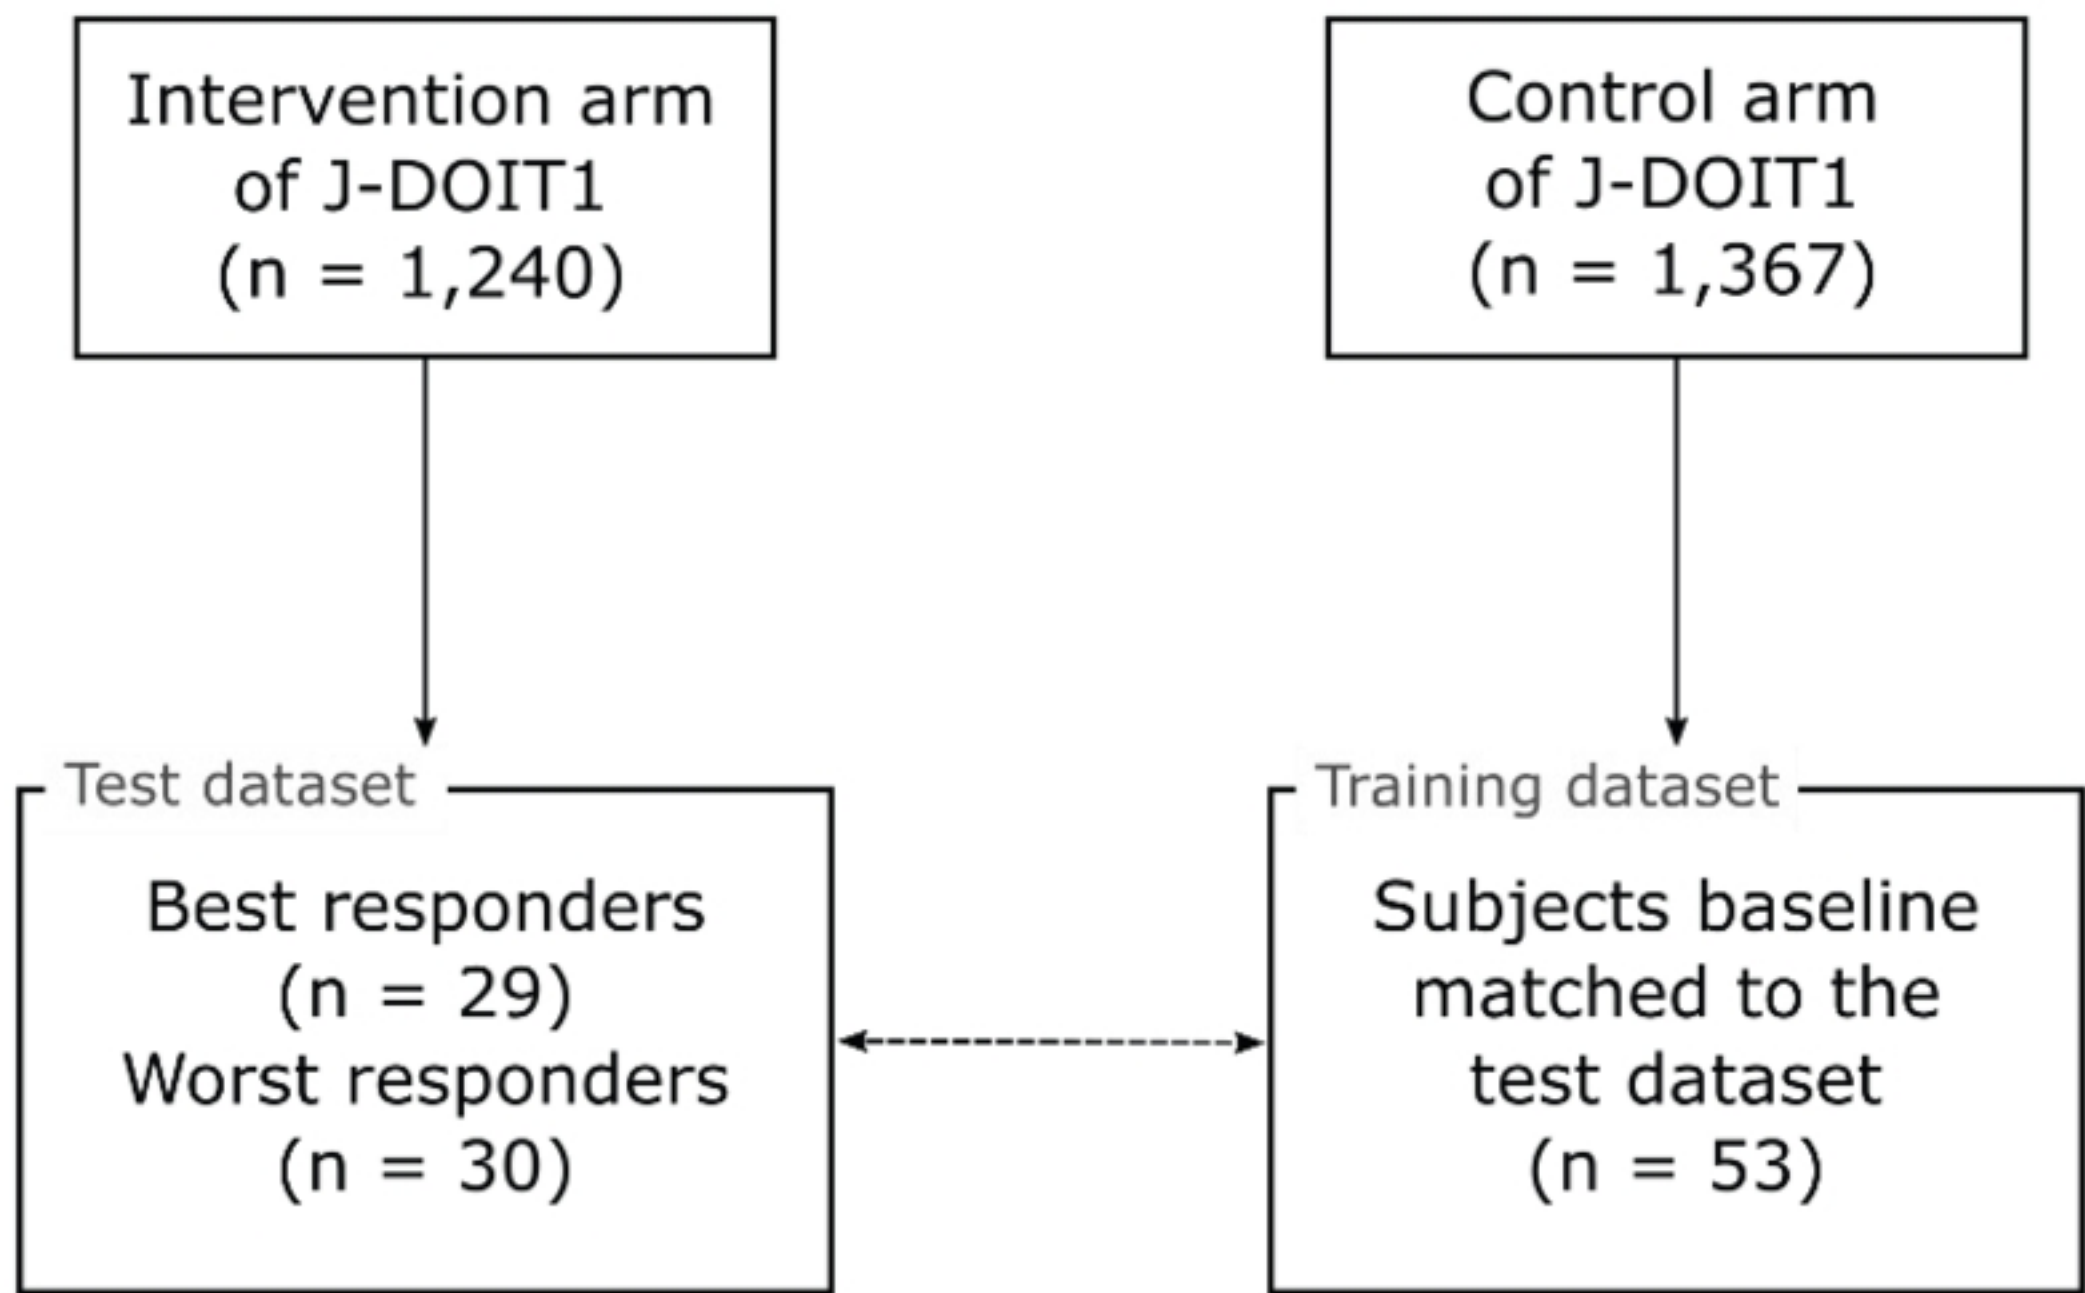 Intervention arm
of J-DOIT1
(n = 1,240)
Control arm
of J-DOIT1
(n = 1,367)
Test dataset
Best responders
(n = 29)
Worst responders
(n = 30)
Training dataset
Subjects baseline
matched to the
test dataset
(n = 53)